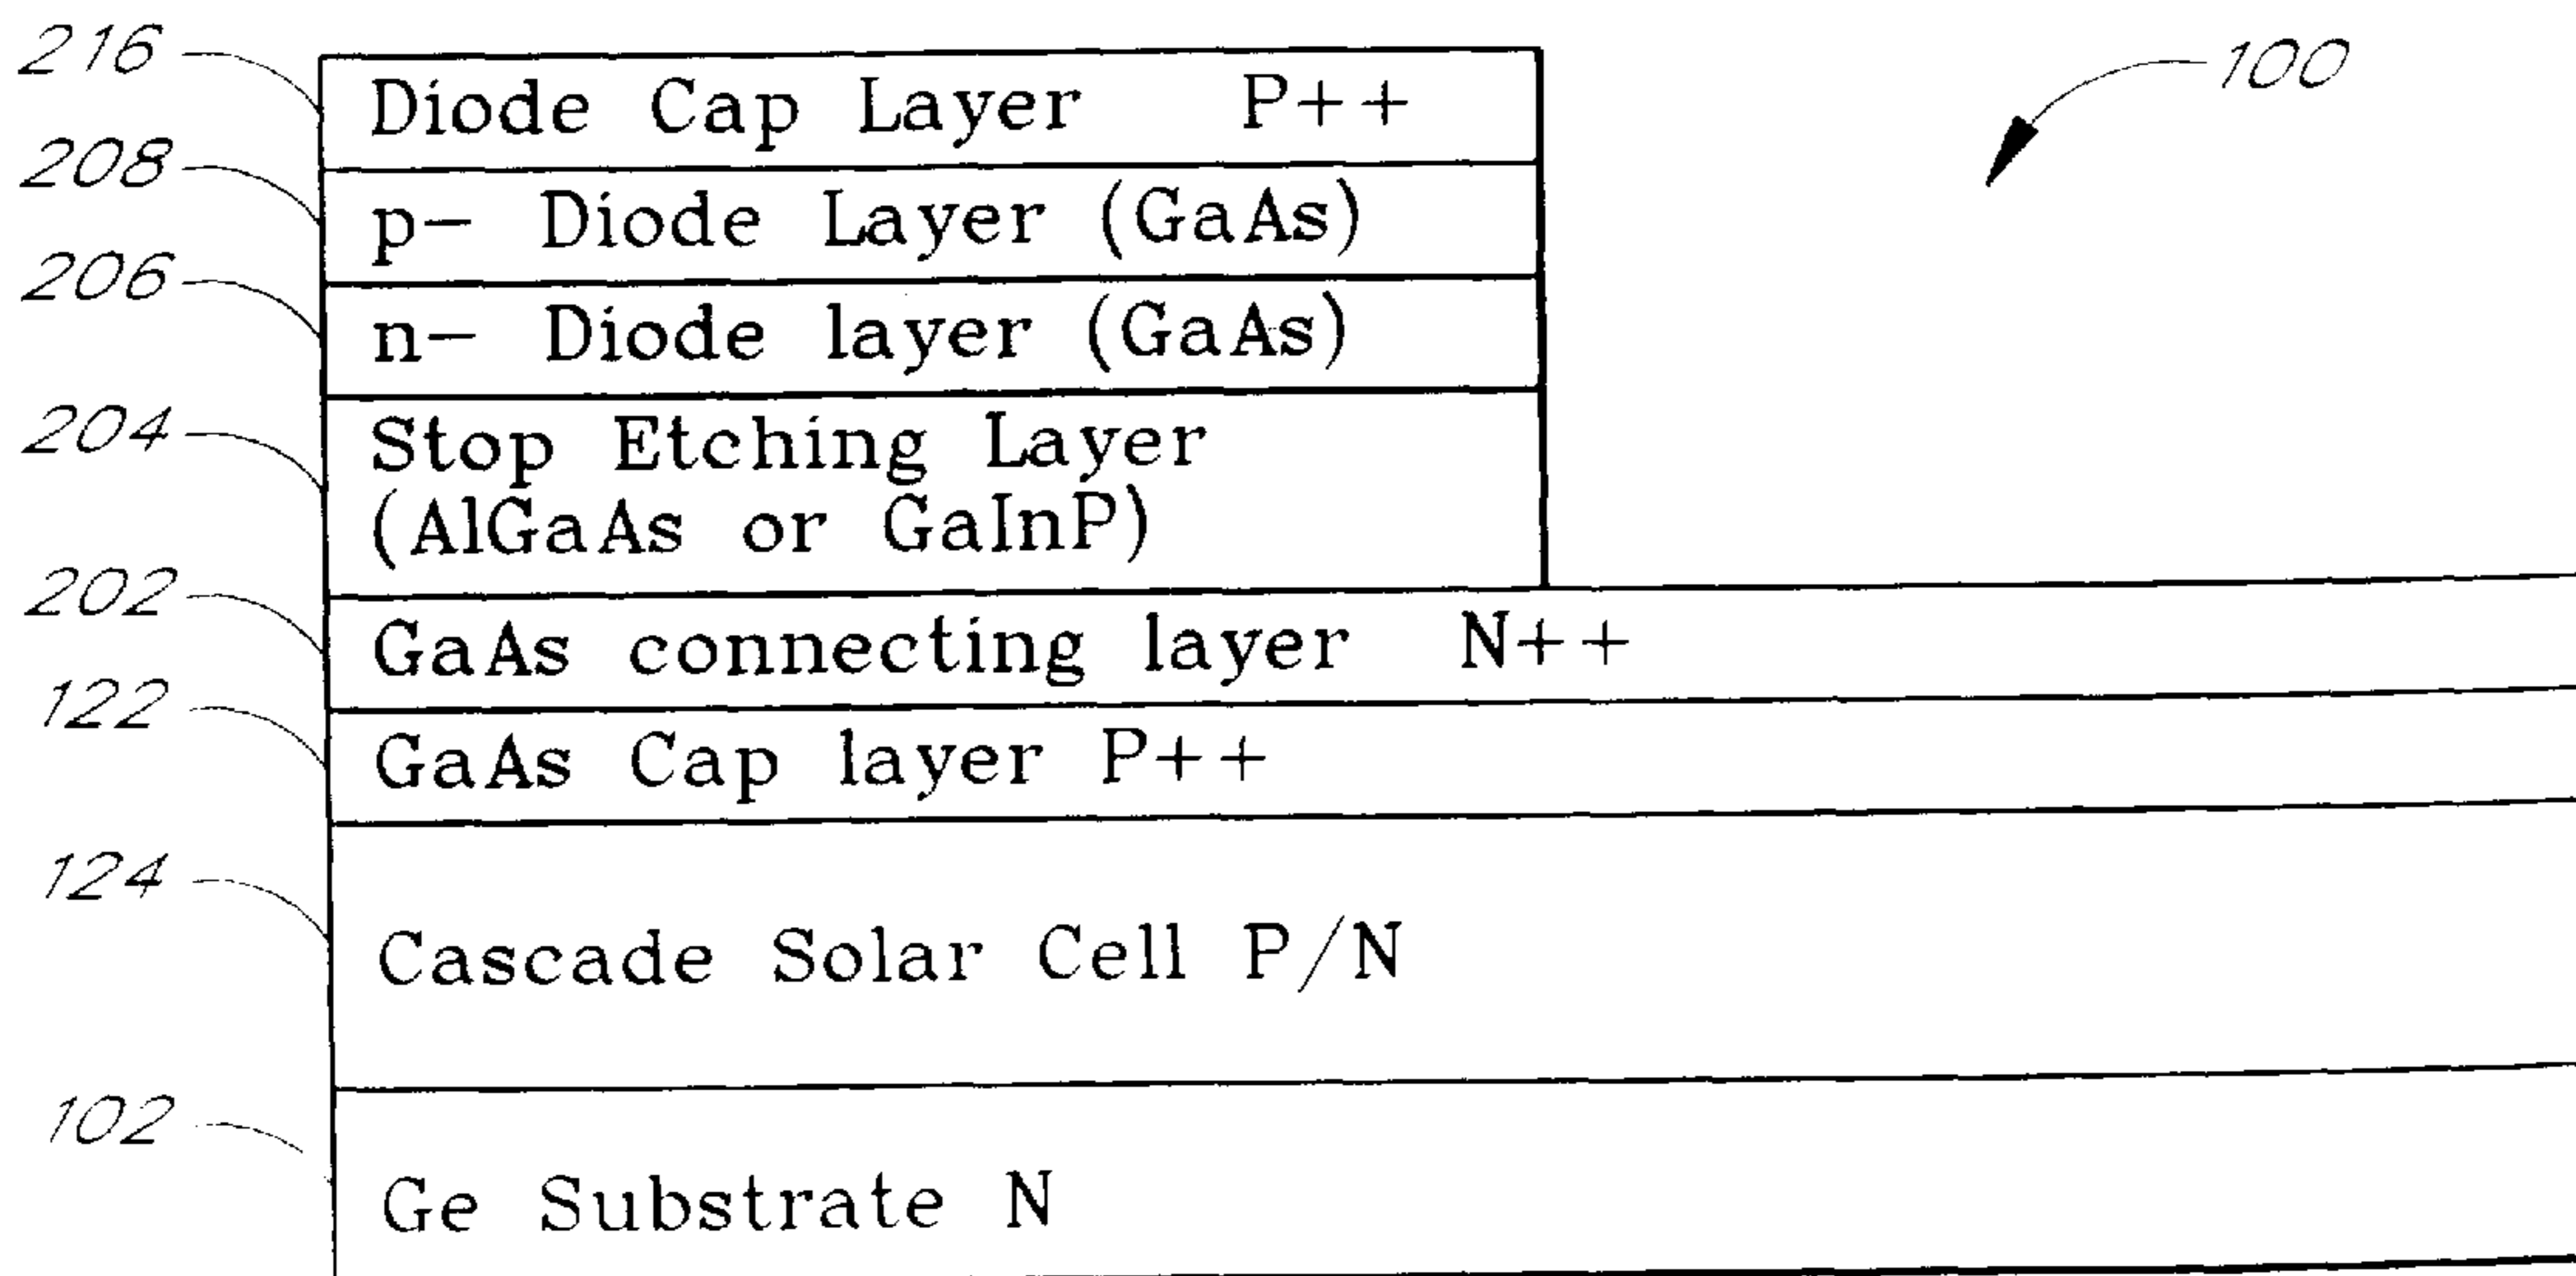 216 Diode Cap Layer P++ 100
208 p- Diode Layer (GaAs)
206 n- Diode layer (GaAs)
204 Stop Etching Layer
(AlGaAs or GaInP)
202 GaAs connecting layer N++
122 GaAs Cap layer P++
124 Cascade Solar Cell P/N
102 Ge Substrate N